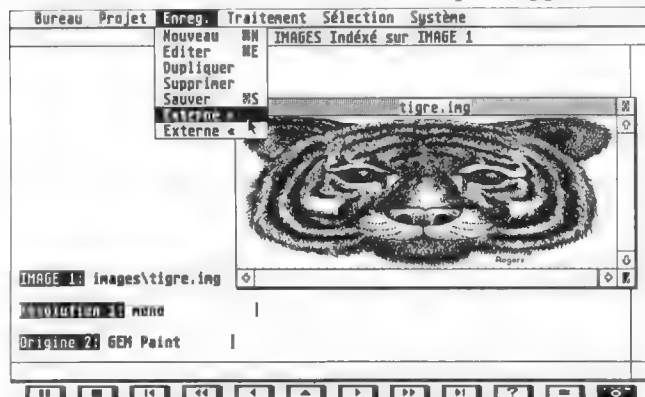 Bureau Projet Enreg. Traitement Sélection Système
IMAGES Indéxé sur IMAGE 1
Nouveau ⌘N
Editer ⌘E
Dupliquer
Supprimer
Sauver ⌘S
Externe »
Externe «
tigre.img
Rogers
IMAGE 1: images\tigre.img
Résolution 1: mono
Origine 2: GEM Paint